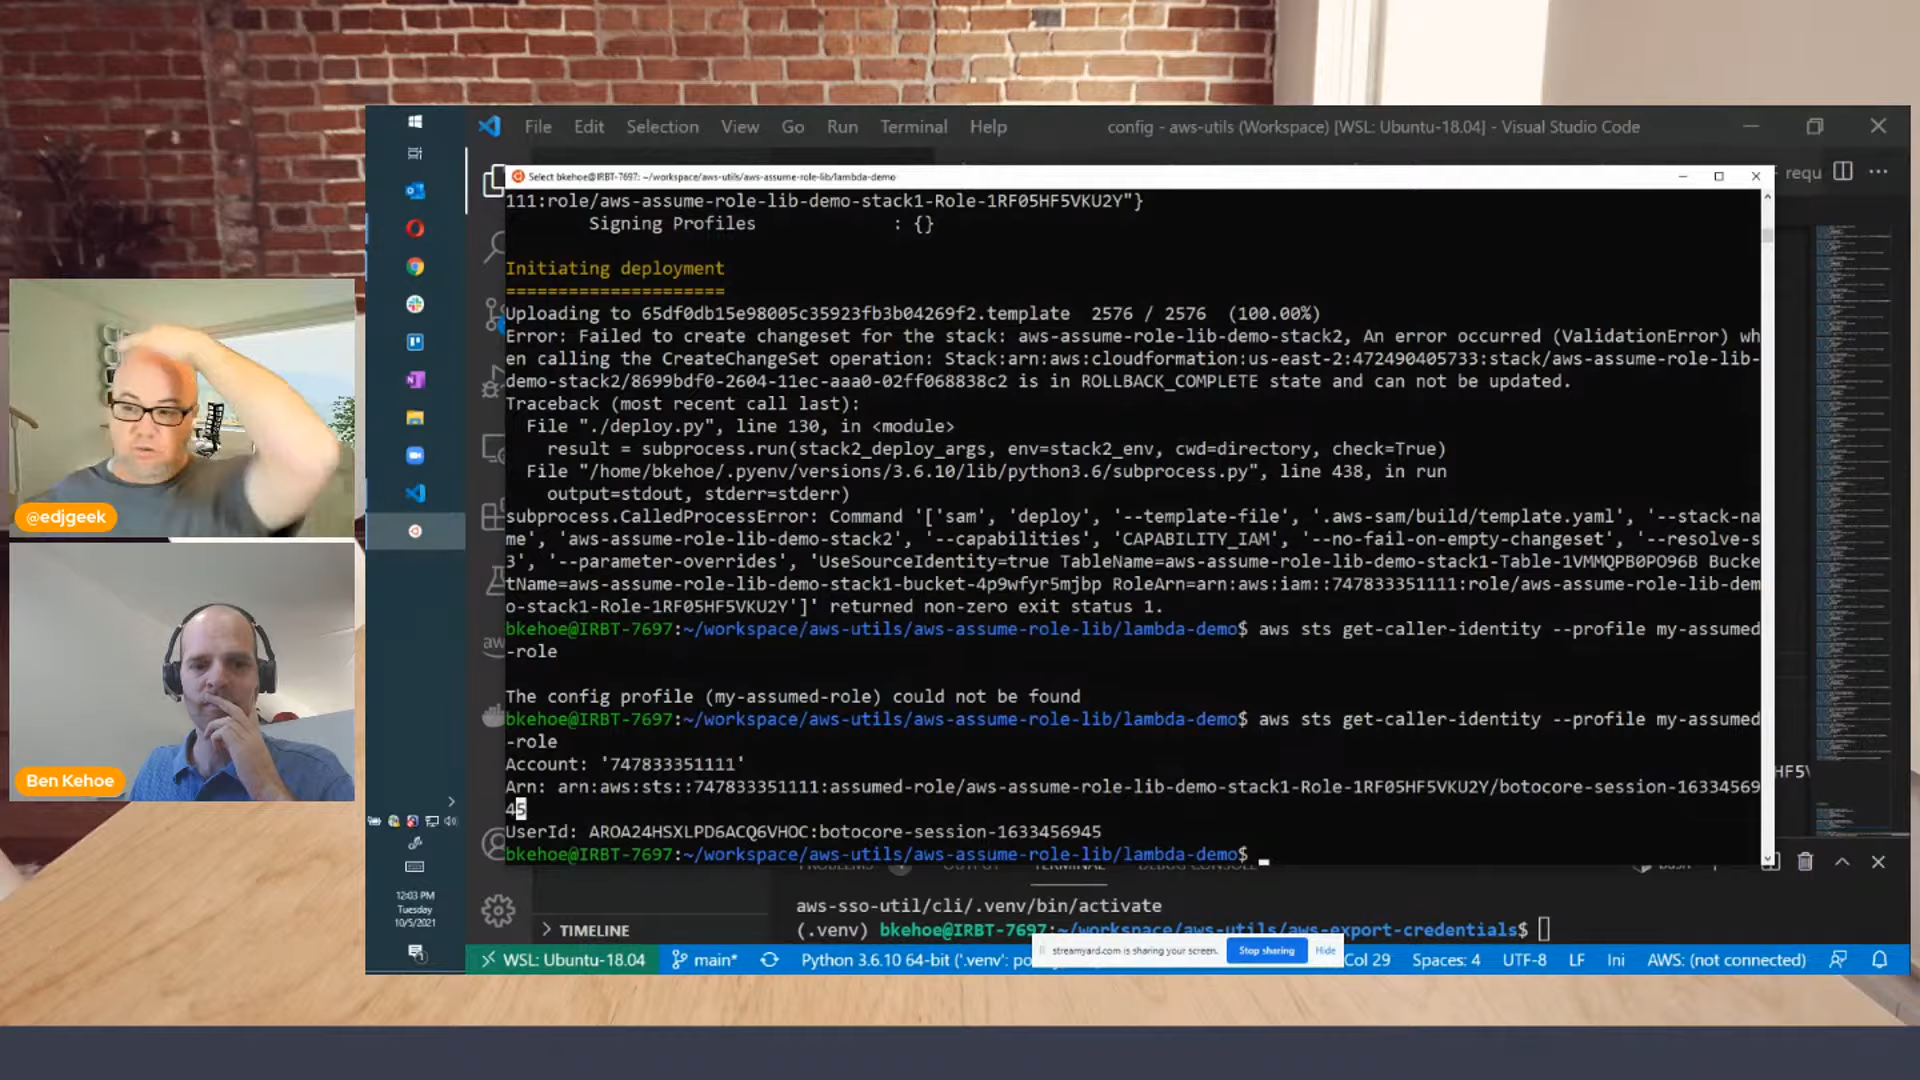 File Edit Selection View Go Run Terminal Help
config - aws-utils (Workspace) [WSL: Ubuntu-18.04] - Visual Studio Code
requ
Select bkehoe@IRBT-7697: ~/workspace/aws-utils/aws-assume-role-lib/lambda-demo
111:role/aws-assume-role-lib-demo-stack1-Role-1RF05HF5VKU2Y"}
Signing Profiles : {}
Initiating deployment
=====================
Uploading to 65df0db15e98005c35923fb3b04269f2.template 2576 / 2576 (100.00%)
Error: Failed to create changeset for the stack: aws-assume-role-lib-demo-stack2, An error occurred (ValidationError) wh
en calling the CreateChangeSet operation: Stack:arn:aws:cloudformation:us-east-2:472490405733:stack/aws-assume-role-lib-
demo-stack2/8699bdf0-2604-11ec-aaa0-02ff068838c2 is in ROLLBACK_COMPLETE state and can not be updated.
Traceback (most recent call last):
File "./deploy.py", line 130, in <module>
result = subprocess.run(stack2_deploy_args, env=stack2_env, cwd=directory, check=True)
File "/home/bkehoe/.pyenv/versions/3.6.10/lib/python3.6/subprocess.py", line 438, in run
output=stdout, stderr=stderr)
subprocess.CalledProcessError: Command '['sam', 'deploy', '--template-file', '.aws-sam/build/template.yaml', '--stack-na
me', 'aws-assume-role-lib-demo-stack2', '--capabilities', 'CAPABILITY_IAM', '--no-fail-on-empty-changeset', '--resolve-s
3', '--parameter-overrides', 'UseSourceIdentity=true TableName=aws-assume-role-lib-demo-stack1-Table-1VMMQPB0PO96B Bucke
tName=aws-assume-role-lib-demo-stack1-bucket-4p9wfyr5mjbp RoleArn=arn:aws:iam::747833351111:role/aws-assume-role-lib-dem
o-stack1-Role-1RF05HF5VKU2Y']' returned non-zero exit status 1.
bkehoe@IRBT-7697:~/workspace/aws-utils/aws-assume-role-lib/lambda-demo$ aws sts get-caller-identity --profile my-assumed
-role
The config profile (my-assumed-role) could not be found
bkehoe@IRBT-7697:~/workspace/aws-utils/aws-assume-role-lib/lambda-demo$ aws sts get-caller-identity --profile my-assumed
-role
Account: '747833351111'
Arn: arn:aws:sts::747833351111:assumed-role/aws-assume-role-lib-demo-stack1-Role-1RF05HF5VKU2Y/botocore-session-16334569
45
UserId: AROA24HSXLPD6ACQ6VHOC:botocore-session-1633456945
bkehoe@IRBT-7697:~/workspace/aws-utils/aws-assume-role-lib/lambda-demo$
aws
HF5V
TERMINAL
aws-sso-util/cli/.venv/bin/activate
(.venv) bkehoe@IRBT-7697:~/workspace/aws-utils/aws-export-credentials$
TIMELINE
streamyard.com is sharing your screen. Stop sharing Hide
WSL: Ubuntu-18.04 main* Python 3.6.10 64-bit ('.venv': po Col 29 Spaces: 4 UTF-8 LF Ini AWS: (not connected)
12:03 PM
Tuesday
10/5/2021
@edjgeek
Ben Kehoe